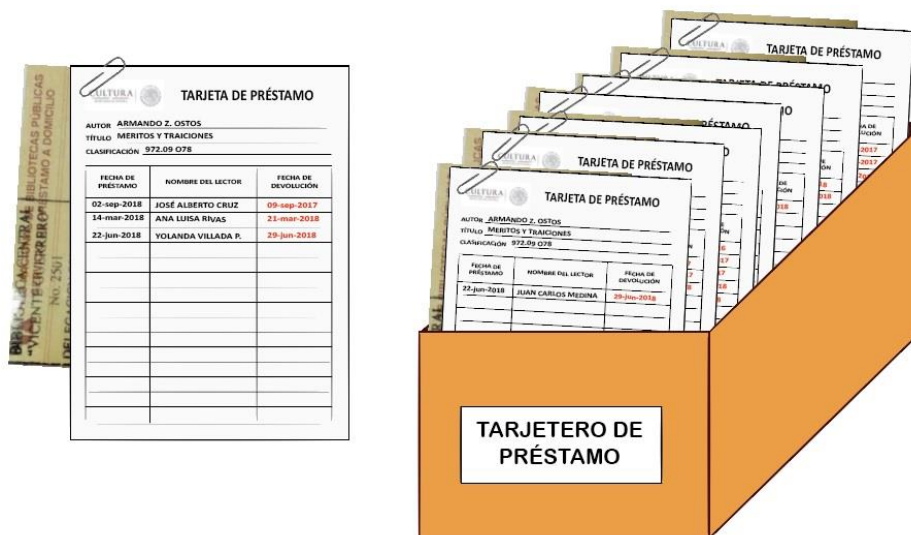 CULTURA
TARJETA DE PRÉSTAMO
AUTOR ARMANDO Z. OSTOS
TÍTULO MERITOS Y TRAICIONES
CLASIFICACIÓN 972.09 O78
FECHA DE PRÉSTAMO NOMBRE DEL LECTOR FECHA DE DEVOLUCIÓN
02-sep-2018 JOSÉ ALBERTO CRUZ 09-sep-2017
14-mar-2018 ANA LUISA RIVAS 21-mar-2018
22-jun-2018 YOLANDA VILLADA P. 29-jun-2018
DE BIBLIOTECAS PÚBLICAS
PRÉSTAMO A DOMICILIO
CENTRAL
"VICENTE GUERRERO"
No. 2501
TARJETA DE PRÉSTAMO
PRÉSTAMO
TARJETA DE PRÉSTAMO
CULTURA
TARJETA DE PRÉSTAMO
AUTOR ARMANDO Z. OSTOS
TÍTULO MERITOS Y TRAICIONES
CLASIFICACIÓN 972.09 O78
FECHA DE PRÉSTAMO NOMBRE DEL LECTOR FECHA DE DEVOLUCIÓN
22-jun-2018 JUAN CARLOS MEDINA 29-jun-2018
TARJETERO DE
PRÉSTAMO